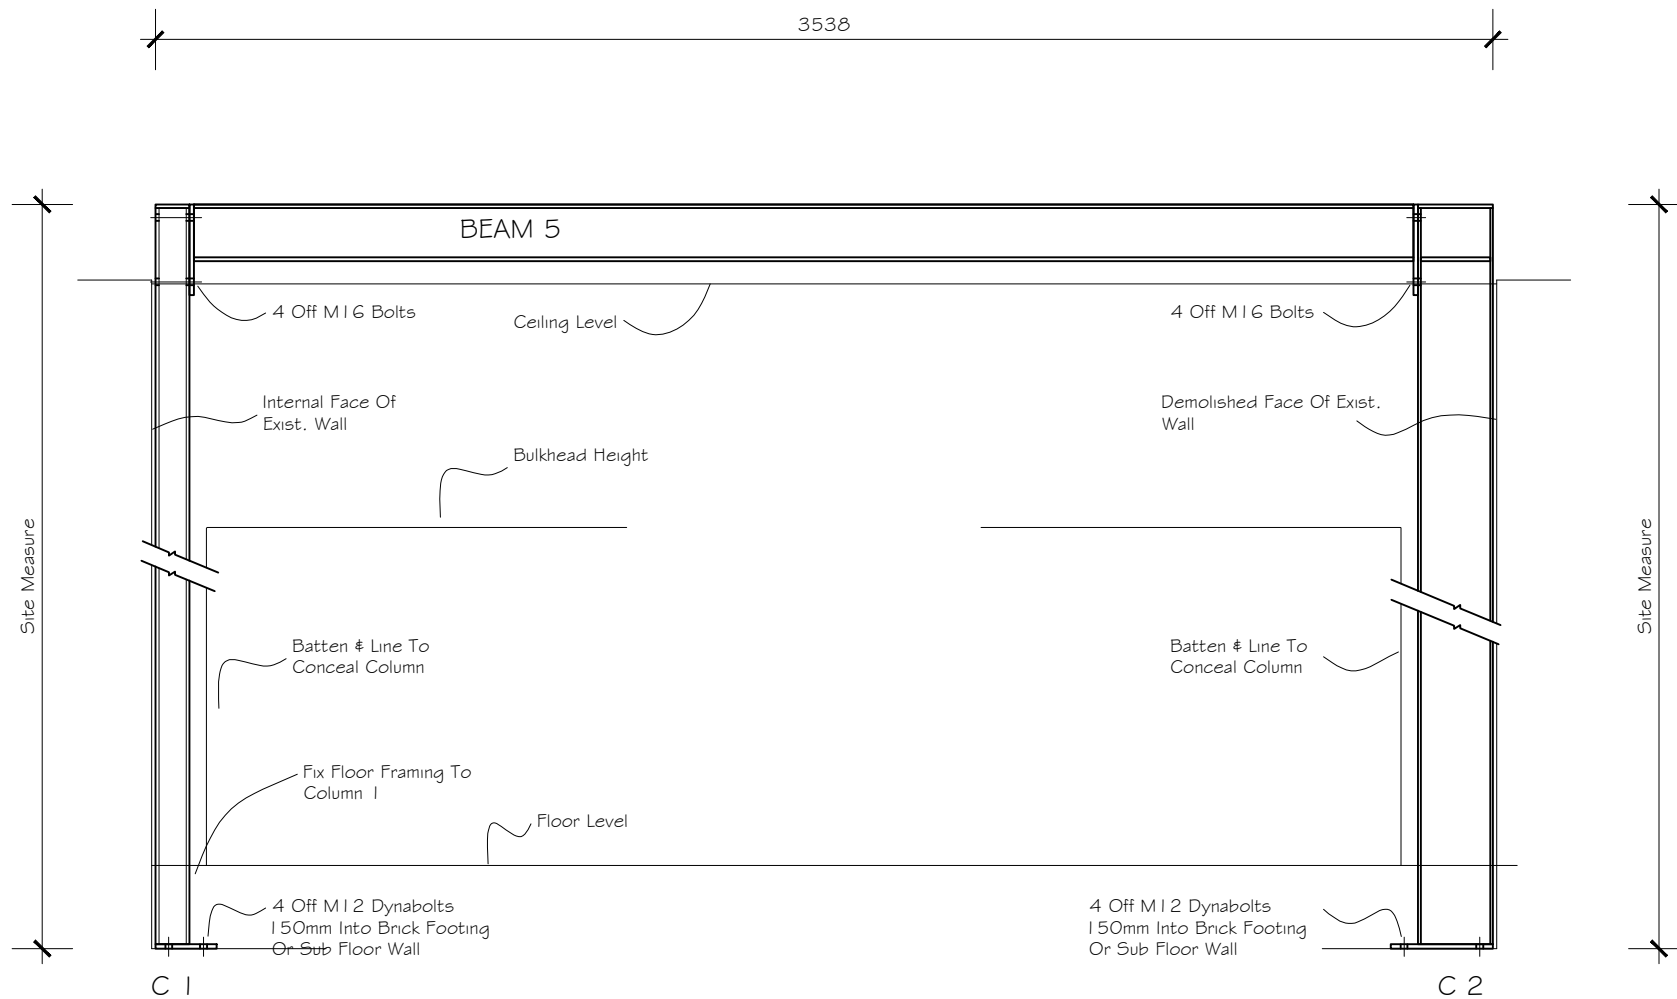 3538
BEAM 5
4 Off M16 Bolts
Ceiling Level
4 Off M16 Bolts
Internal Face Of
Exist. Wall
Demolished Face Of Exist.
Wall
Bulkhead Height
Site Measure
Site Measure
Batten & Line To
Conceal Column
Batten & Line To
Conceal Column
Fix Floor Framing To
Column 1
Floor Level
4 Off M12 Dynabolts
150mm Into Brick Footing
Or Sub Floor Wall
4 Off M12 Dynabolts
150mm Into Brick Footing
Or Sub Floor Wall
C 1
C 2